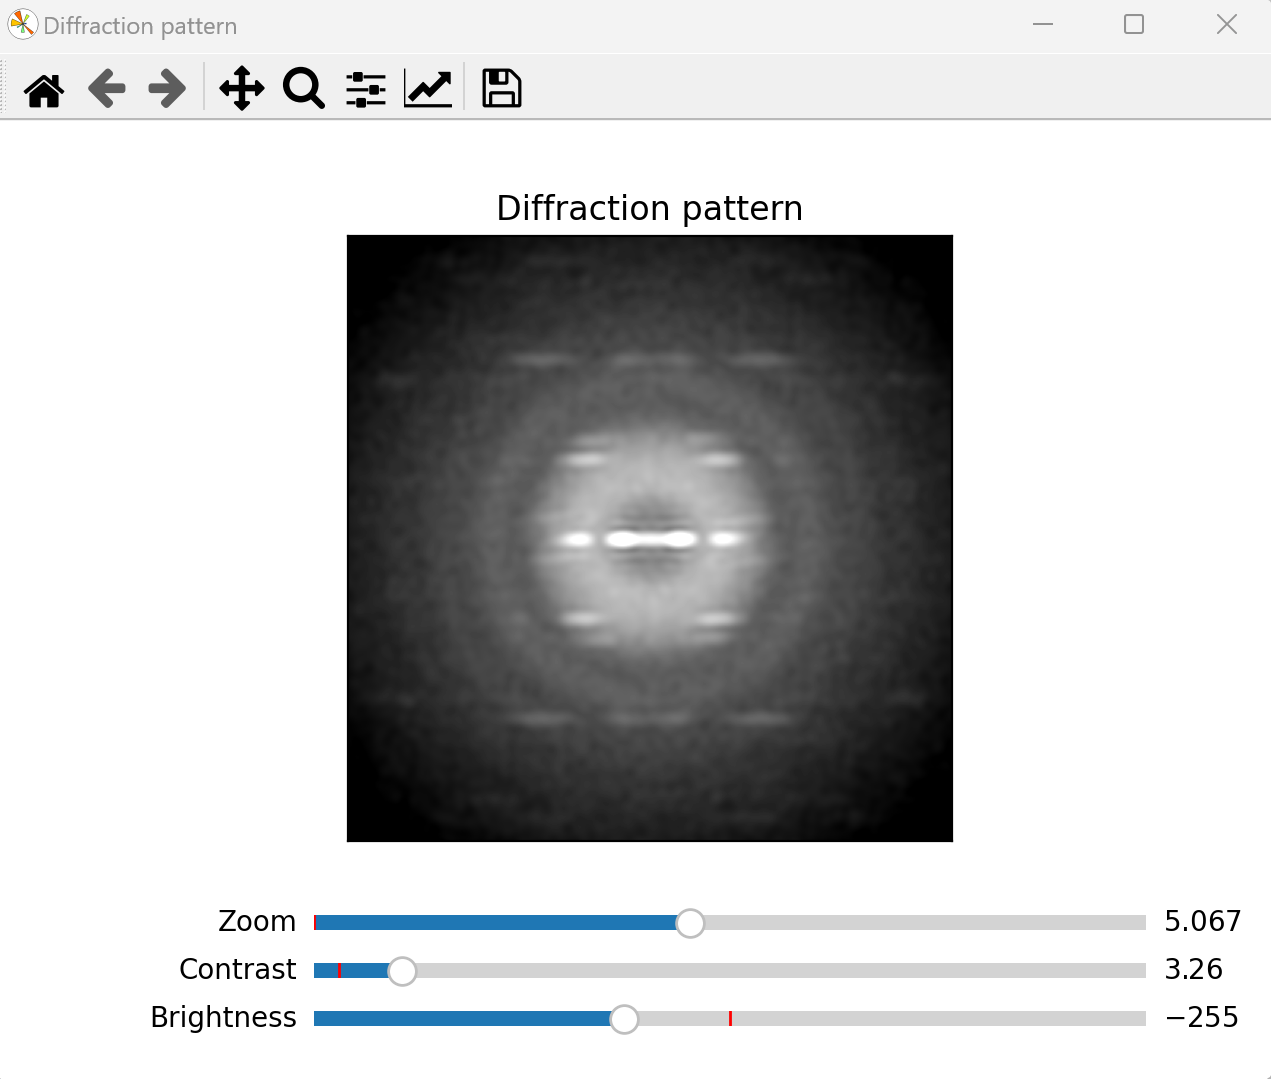 Diffraction pattern
Diffraction pattern
Zoom 5.067
Contrast 3.26
Brightness −255